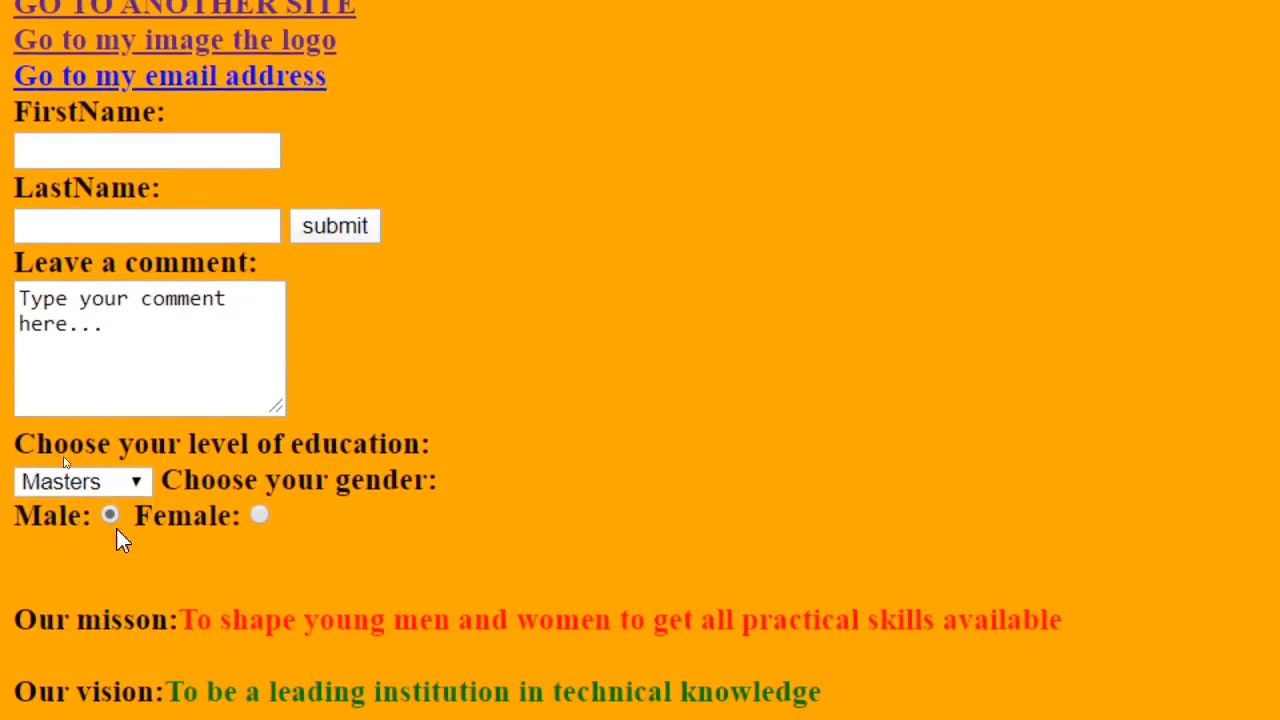 GO TO ANOTHER SITE
Go to my image the logo
Go to my email address
FirstName:
LastName:
submit
Leave a comment:
Type your comment
here...
Choose your level of education:
Masters Choose your gender:
Male: Female:
Our misson:To shape young men and women to get all practical skills available
Our vision:To be a leading institution in technical knowledge